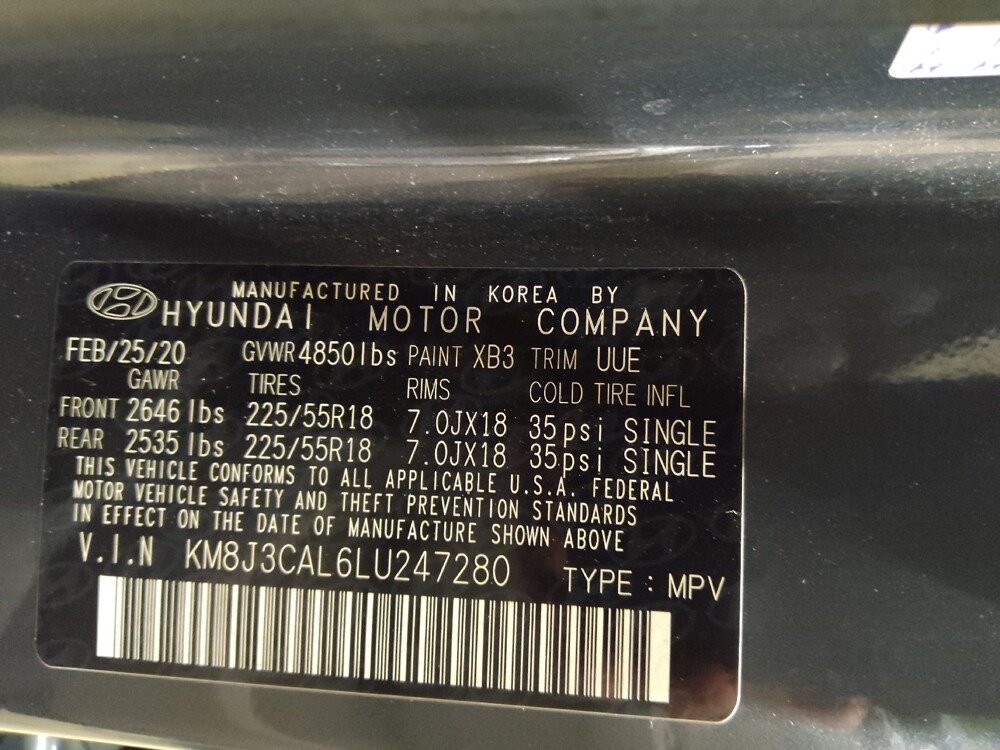 MANUFACTURED IN KOREA BY
HYUNDAI MOTOR COMPANY
FEB/25/20 GVWR 4850lbs PAINT XB3 TRIM UUE
GAWR TIRES RIMS COLD TIRE INFL
FRONT 2646 lbs 225/55R18 7.0JX18 35psi SINGLE
REAR 2535 lbs 225/55R18 7.0JX18 35psi SINGLE
THIS VEHICLE CONFORMS TO ALL APPLICABLE U.S.A. FEDERAL
MOTOR VEHICLE SAFETY AND THEFT PREVENTION STANDARDS
IN EFFECT ON THE DATE OF MANUFACTURE SHOWN ABOVE
V.I.N KM8J3CAL6LU247280 TYPE : MPV